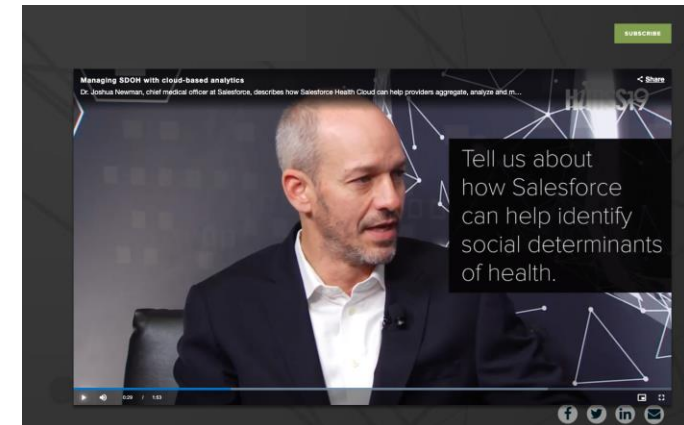 SUBSCRIBE
Managing SDOH with cloud-based analytics
Share
Dr. Joshua Newman, chief medical officer at Salesforce, describes how Salesforce Health Cloud can help providers aggregate, analyze and m...
HIMSS19
Tell us about
how Salesforce
can help identify
social determinants
of health.
0:29 / 1:53